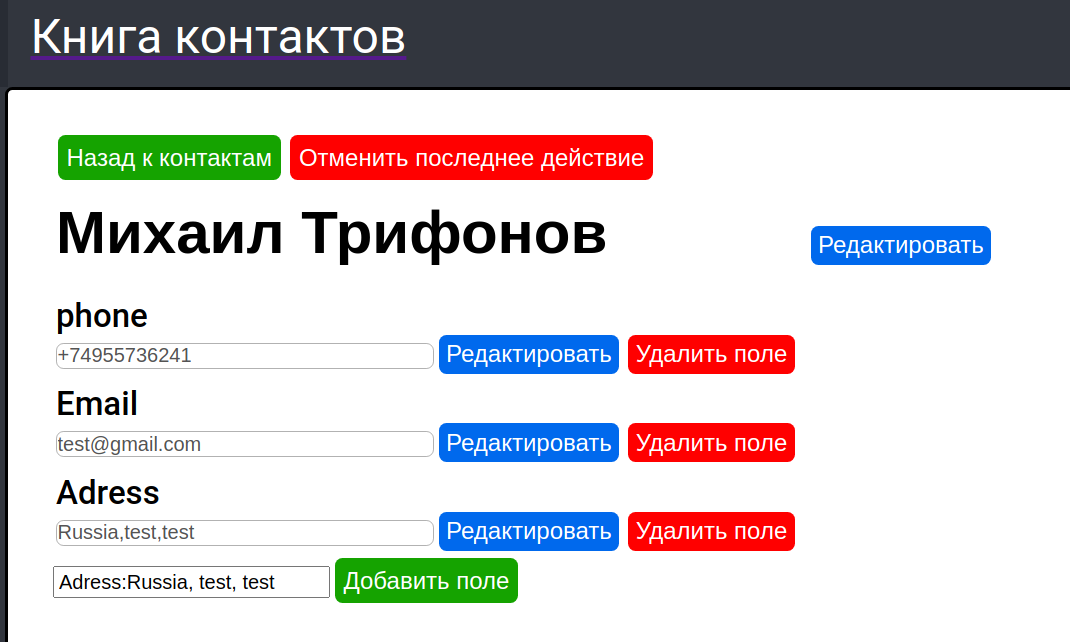 Книга контактов
Назад к контактам Отменить последнее действие
Михаил Трифонов Редактировать
phone
+74955736241 Редактировать Удалить поле
Email
test@gmail.com Редактировать Удалить поле
Adress
Russia,test,test Редактировать Удалить поле
Adress:Russia, test, test Добавить поле